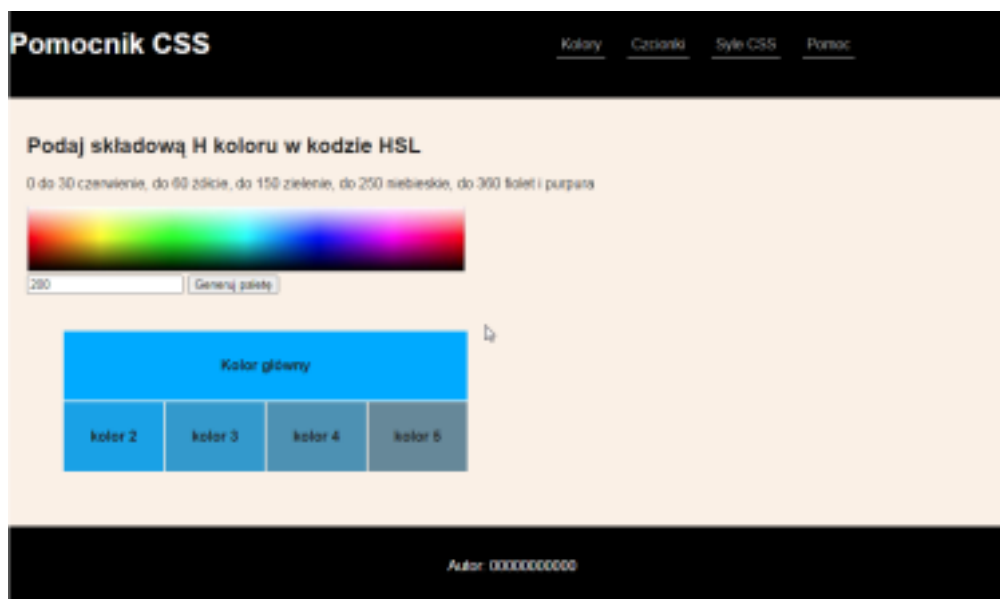 Pomocnik CSS
Kolory Czcionki Syle CSS Pomoc
Podaj składową H koloru w kodzie HSL
0 do 30 czerwienie, do 60 żółcie, do 150 zielenie, do 250 niebieskie, do 360 fiolet i purpura
200 Generuj paletę
Kolor główny
kolor 2 kolor 3 kolor 4 kolor 5
Autor: 00000000000